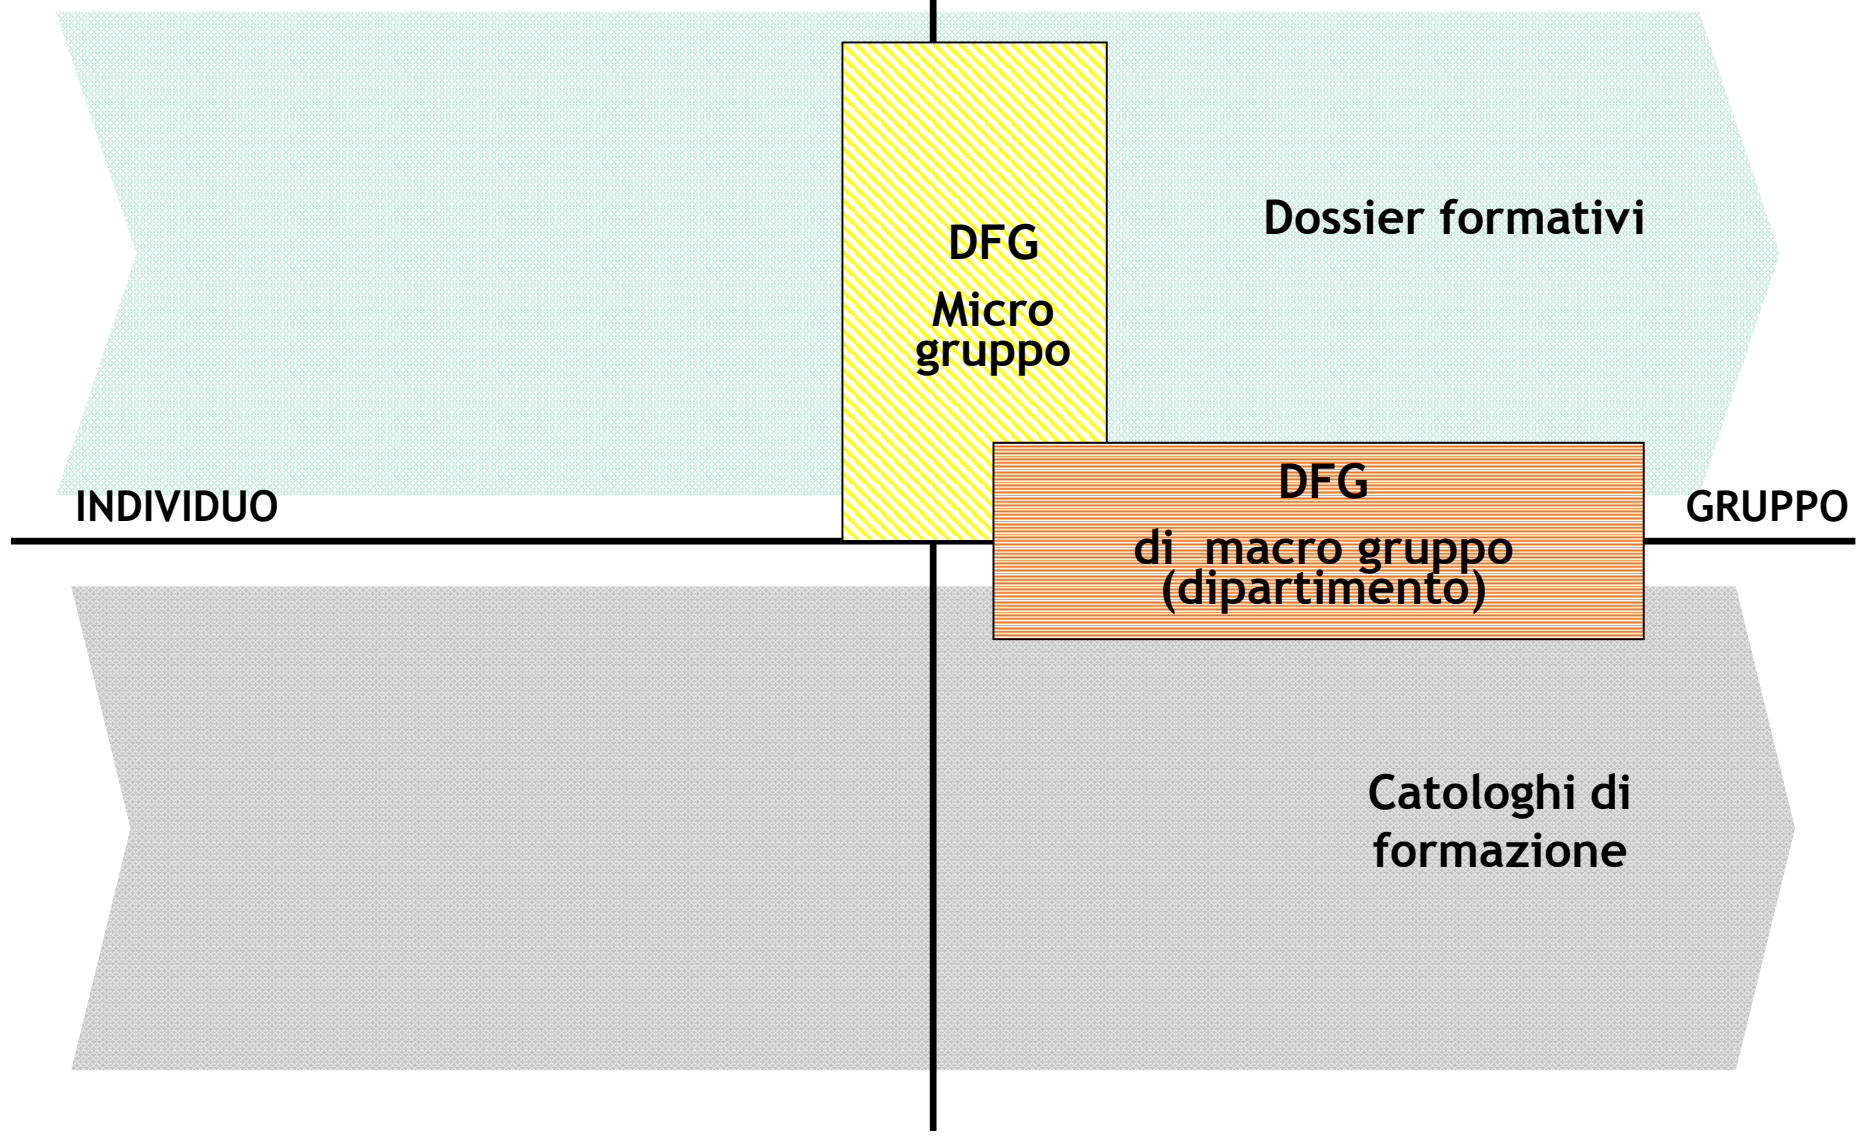 Dossier formativi
DFG
Micro
gruppo
DFG
di  macro gruppo
(dipartimento)
INDIVIDUO
GRUPPO
Catologhi di
formazione